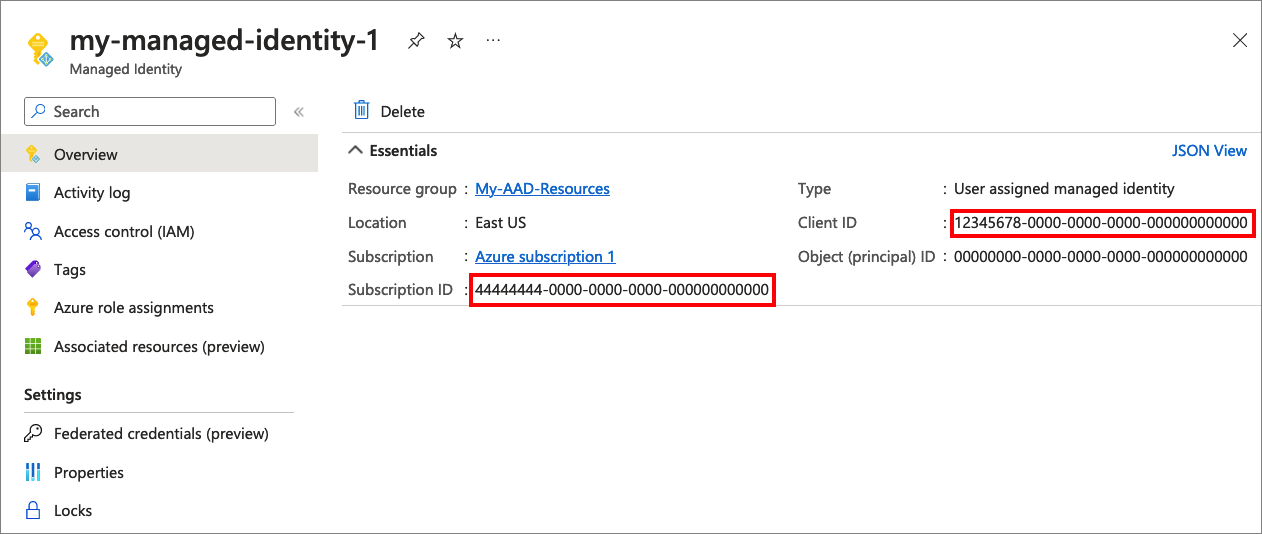 my-managed-identity-1
Managed Identity
Search
Overview
Activity log
Access control (IAM)
Tags
Azure role assignments
Associated resources (preview)
Settings
Federated credentials (preview)
Properties
Locks
Delete
Essentials
JSON View
Resource group : My-AAD-Resources
Location : East US
Subscription : Azure subscription 1
Subscription ID : 44444444-0000-0000-0000-000000000000
Type : User assigned managed identity
Client ID : 12345678-0000-0000-0000-000000000000
Object (principal) ID : 00000000-0000-0000-0000-000000000000